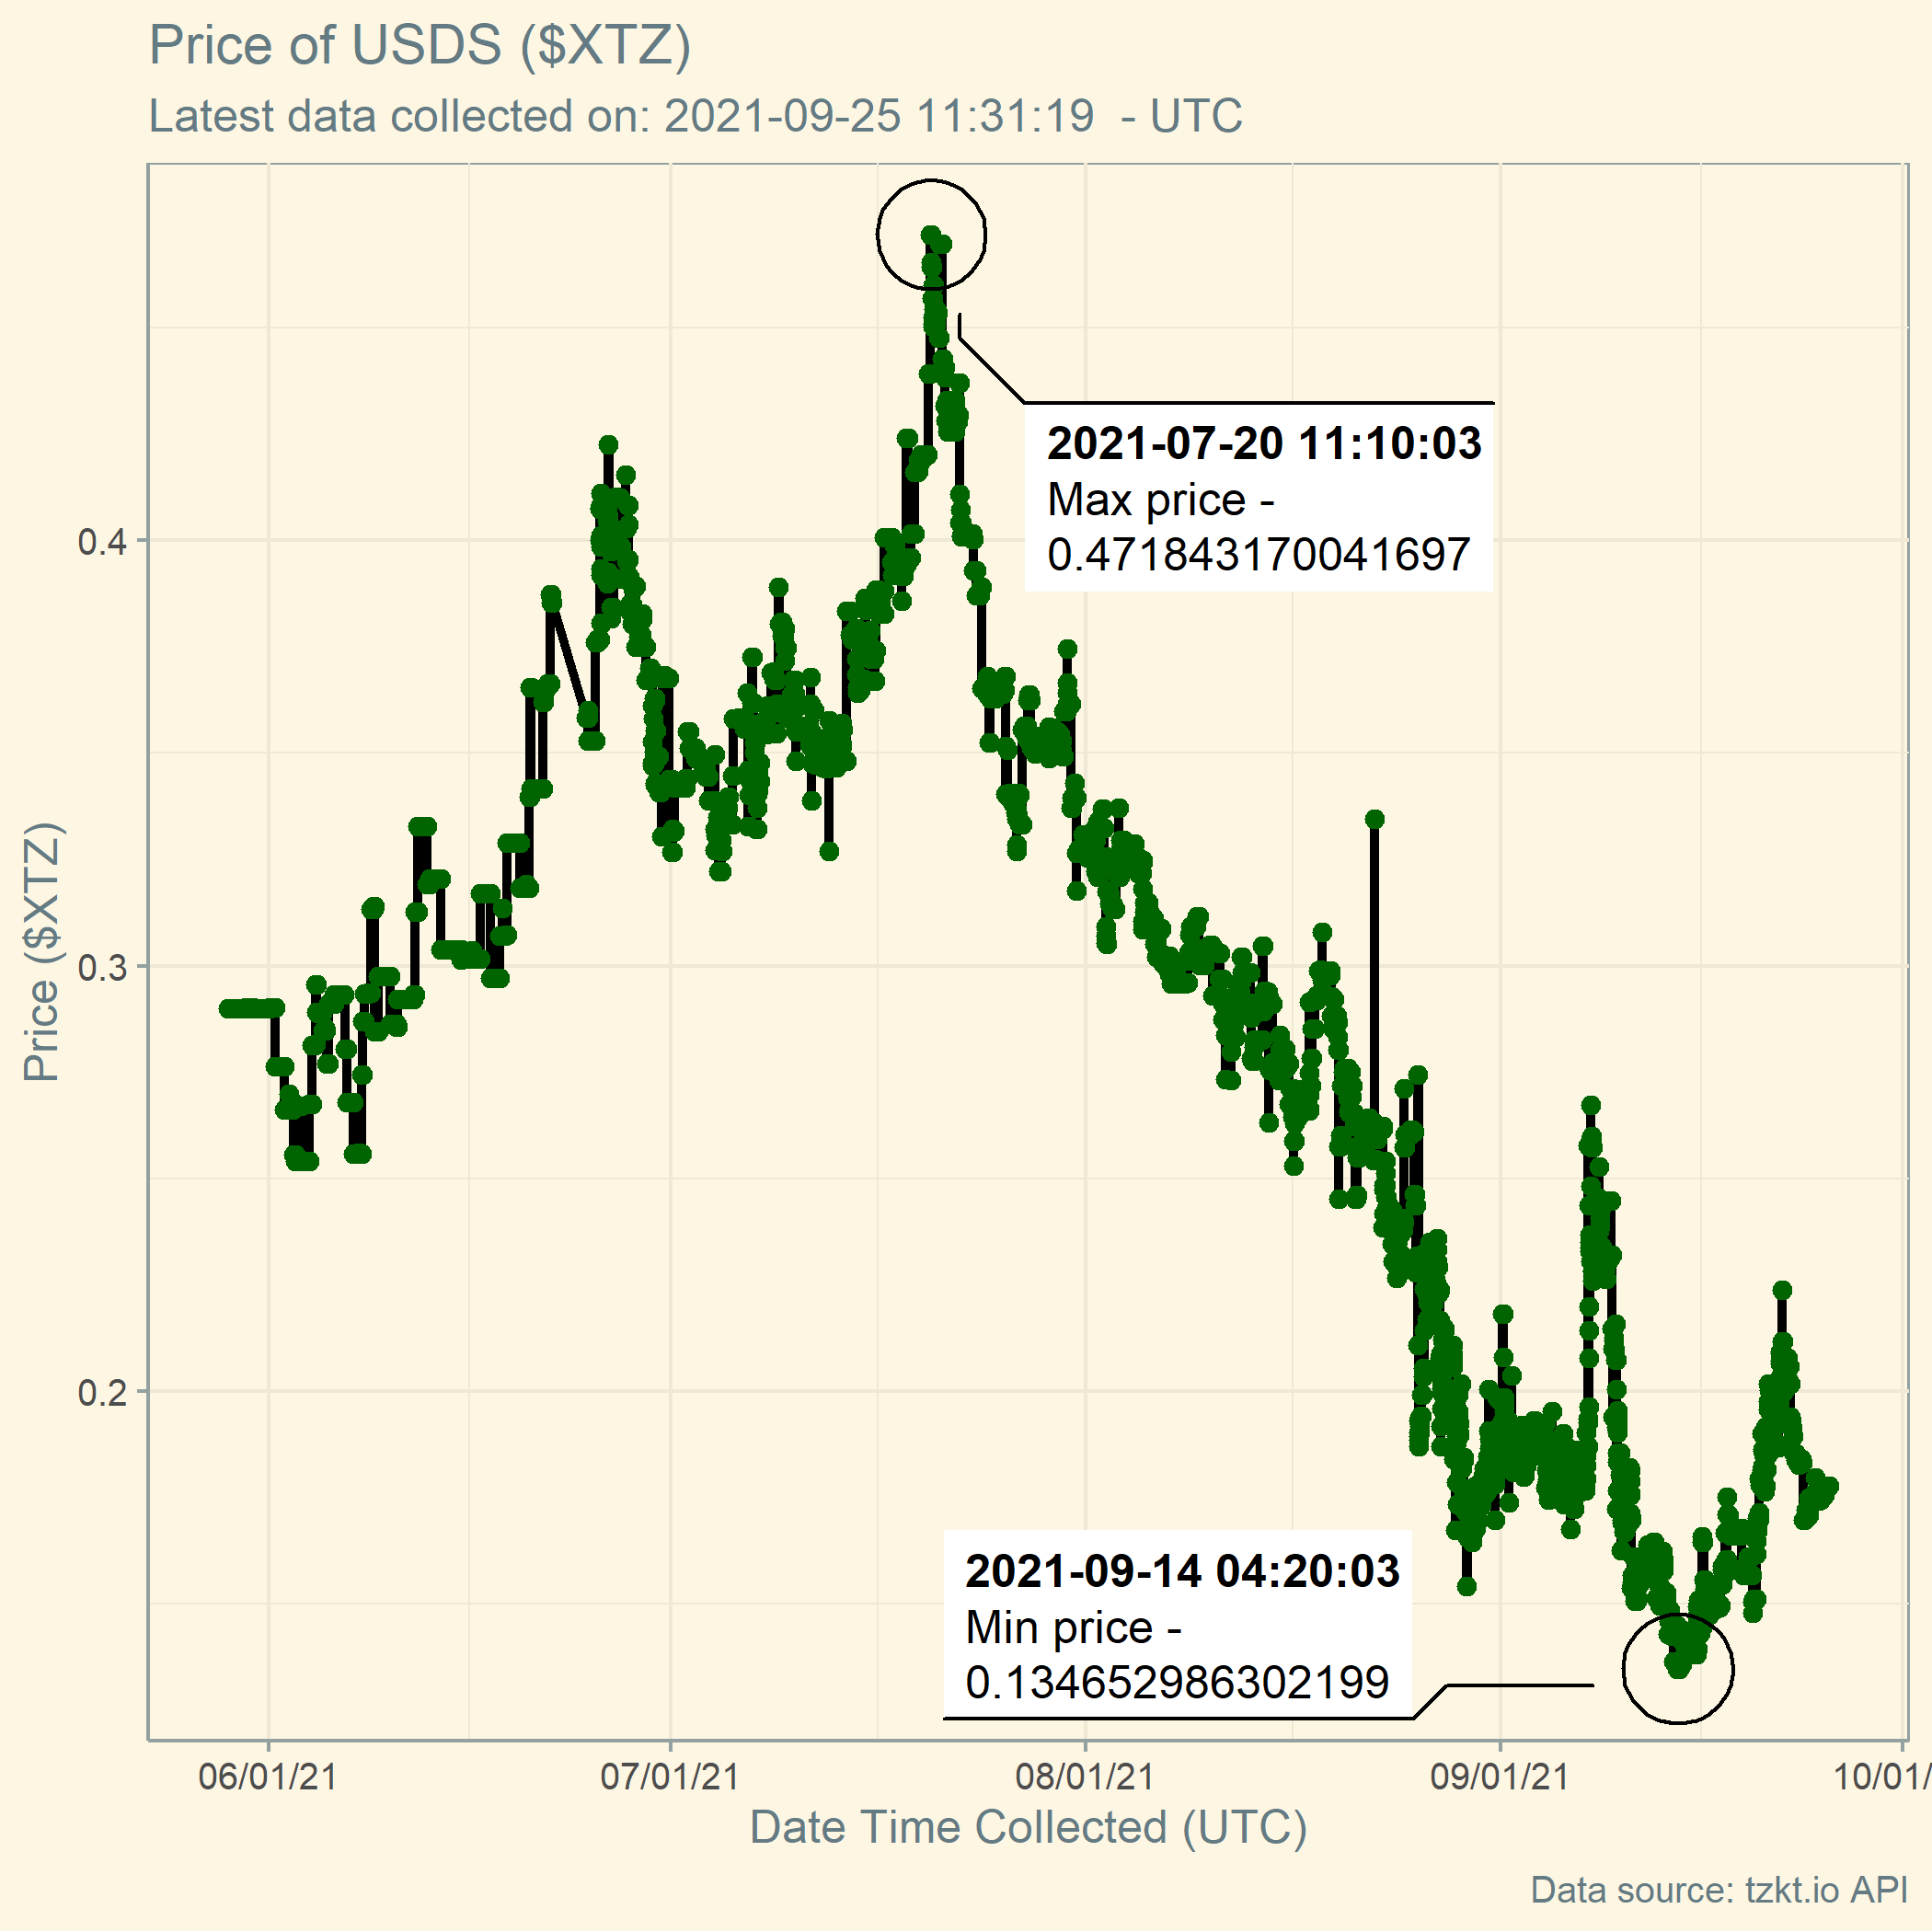 Price of USDS ($XTZ)
Latest data collected on: 2021-09-25 11:31:19  - UTC
2021-07-20 11:10:03
Max price -
0.471843170041697
0.4
0.3
0.2
Price ($XTZ)
2021-09-14 04:20:03
Min price -
0.134652986302199
06/01/21
07/01/21
08/01/21
09/01/21
10/01/
Date Time Collected (UTC)
Data source: tzkt.io API